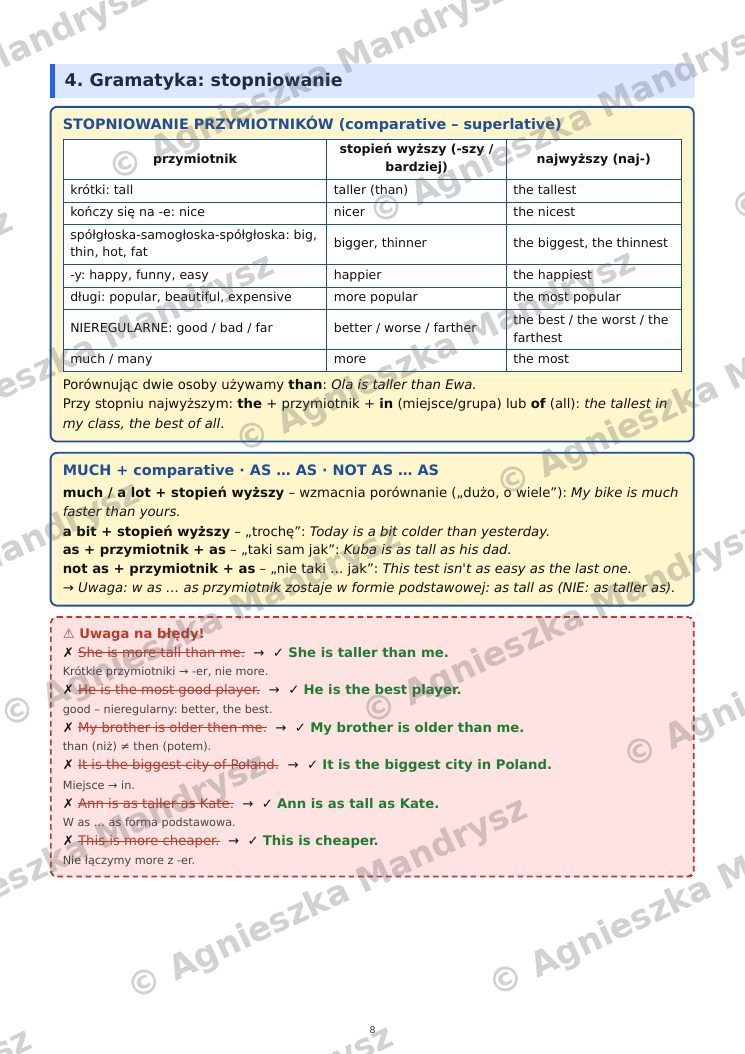 4. Gramatyka: stopniowanie
STOPNIOWANIE PRZYMIOTNIKÓW (comparative – superlative)
przymiotnik
stopień wyższy (-szy /
bardziej)
najwyższy (naj-)
krótki: tall
taller (than)
the tallest
kończy się na -e: nice
nicer
the nicest
spółgłoska-samogłoska-spółgłoska: big,
thin, hot, fat
bigger, thinner
the biggest, the thinnest
-y: happy, funny, easy
happier
the happiest
długi: popular, beautiful, expensive
more popular
the most popular
NIEREGULARNE: good / bad / far
better / worse / farther
the best / the worst / the
farthest
much / many
more
the most
Porównując dwie osoby używamy than: Ola is taller than Ewa.
Przy stopniu najwyższym: the + przymiotnik + in (miejsce/grupa) lub of (all): the tallest in
my class, the best of all.
MUCH + comparative · AS … AS · NOT AS … AS
much / a lot + stopień wyższy – wzmacnia porównanie („dużo, o wiele”): My bike is much
faster than yours.
a bit + stopień wyższy – „trochę”: Today is a bit colder than yesterday.
as + przymiotnik + as – „taki sam jak”: Kuba is as tall as his dad.
not as + przymiotnik + as – „nie taki … jak”: This test isn't as easy as the last one.
→ Uwaga: w as … as przymiotnik zostaje w formie podstawowej: as tall as (NIE: as taller as).
⚠ Uwaga na błędy!
✗ She is more tall than me. → ✓ She is taller than me.
Krótkie przymiotniki → -er, nie more.
✗ He is the most good player. → ✓ He is the best player.
good – nieregularny: better, the best.
✗ My brother is older then me. → ✓ My brother is older than me.
than (niż) ≠ then (potem).
✗ It is the biggest city of Poland. → ✓ It is the biggest city in Poland.
Miejsce → in.
✗ Ann is as taller as Kate. → ✓ Ann is as tall as Kate.
W as … as forma podstawowa.
✗ This is more cheaper. → ✓ This is cheaper.
Nie łączymy more z -er.
8
© Agnieszka Mandrysz